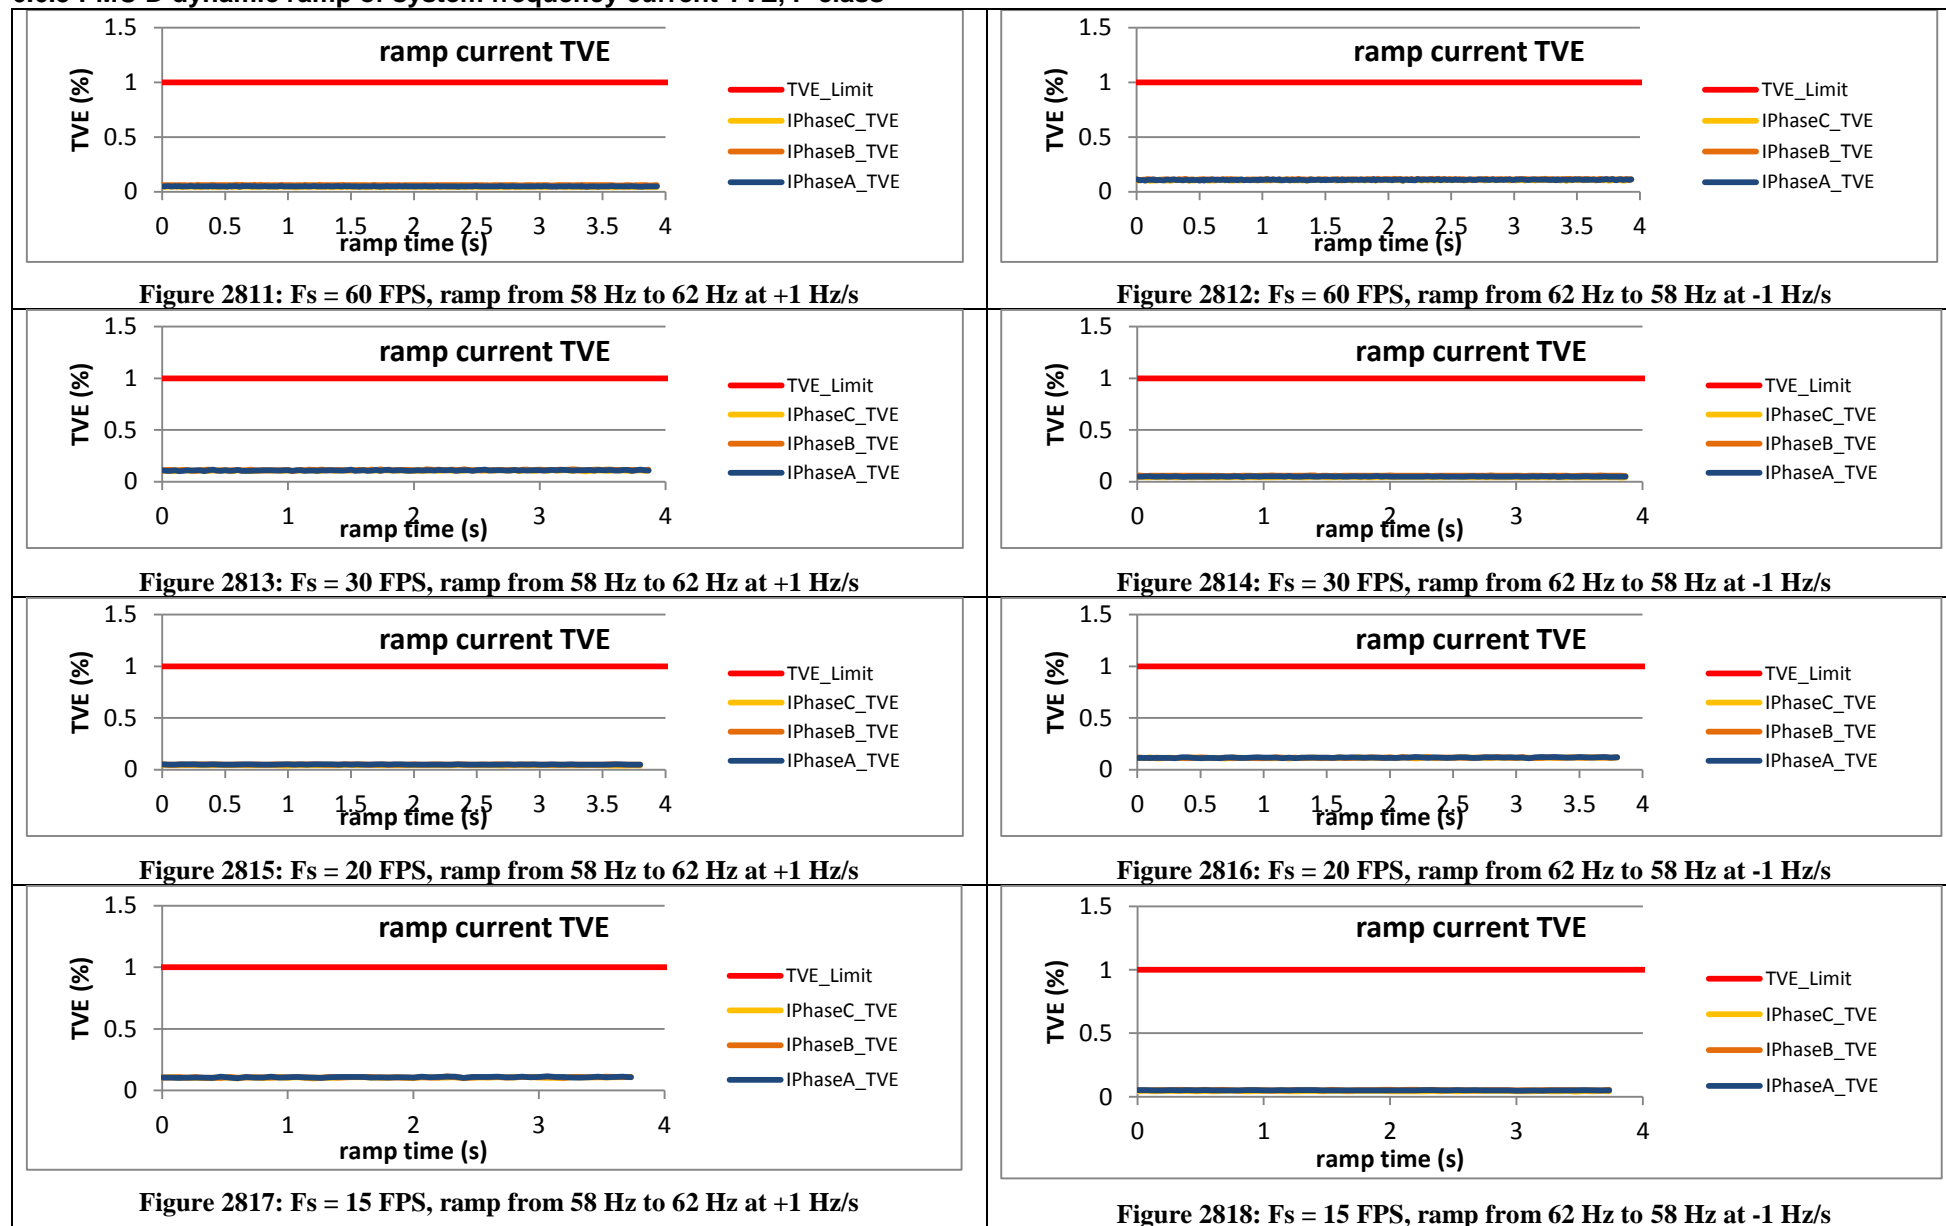 PMU D dynamic ramp of system frequency current TVE, P class
ramp current TVE
1.5
1
0.5
0
TVE (%)
0 0.5 1 1.5 2 2.5 3 3.5 4
ramp time (s)
TVE_Limit
IPhaseC_TVE
IPhaseB_TVE
IPhaseA_TVE
Figure 2811: Fs = 60 FPS, ramp from 58 Hz to 62 Hz at +1 Hz/s
ramp current TVE
1.5
1
0.5
0
TVE (%)
0 0.5 1 1.5 2 2.5 3 3.5 4
ramp time (s)
TVE_Limit
IPhaseC_TVE
IPhaseB_TVE
IPhaseA_TVE
Figure 2812: Fs = 60 FPS, ramp from 62 Hz to 58 Hz at -1 Hz/s
ramp current TVE
1.5
1
0.5
0
TVE (%)
0 1 2 3 4
ramp time (s)
TVE_Limit
IPhaseC_TVE
IPhaseB_TVE
IPhaseA_TVE
Figure 2813: Fs = 30 FPS, ramp from 58 Hz to 62 Hz at +1 Hz/s
ramp current TVE
1.5
1
0.5
0
TVE (%)
0 1 2 3 4
ramp time (s)
TVE_Limit
IPhaseC_TVE
IPhaseB_TVE
IPhaseA_TVE
Figure 2814: Fs = 30 FPS, ramp from 62 Hz to 58 Hz at -1 Hz/s
ramp current TVE
1.5
1
0.5
0
TVE (%)
0 0.5 1 1.5 2 2.5 3 3.5 4
ramp time (s)
TVE_Limit
IPhaseC_TVE
IPhaseB_TVE
IPhaseA_TVE
Figure 2815: Fs = 20 FPS, ramp from 58 Hz to 62 Hz at +1 Hz/s
ramp current TVE
1.5
1
0.5
0
TVE (%)
0 0.5 1 1.5 2 2.5 3 3.5 4
ramp time (s)
TVE_Limit
IPhaseC_TVE
IPhaseB_TVE
IPhaseA_TVE
Figure 2816: Fs = 20 FPS, ramp from 62 Hz to 58 Hz at -1 Hz/s
ramp current TVE
1.5
1
0.5
0
TVE (%)
0 1 2 3 4
ramp time (s)
TVE_Limit
IPhaseC_TVE
IPhaseB_TVE
IPhaseA_TVE
Figure 2817: Fs = 15 FPS, ramp from 58 Hz to 62 Hz at +1 Hz/s
ramp current TVE
1.5
1
0.5
0
TVE (%)
0 1 2 3 4
ramp time (s)
TVE_Limit
IPhaseC_TVE
IPhaseB_TVE
IPhaseA_TVE
Figure 2818: Fs = 15 FPS, ramp from 62 Hz to 58 Hz at -1 Hz/s